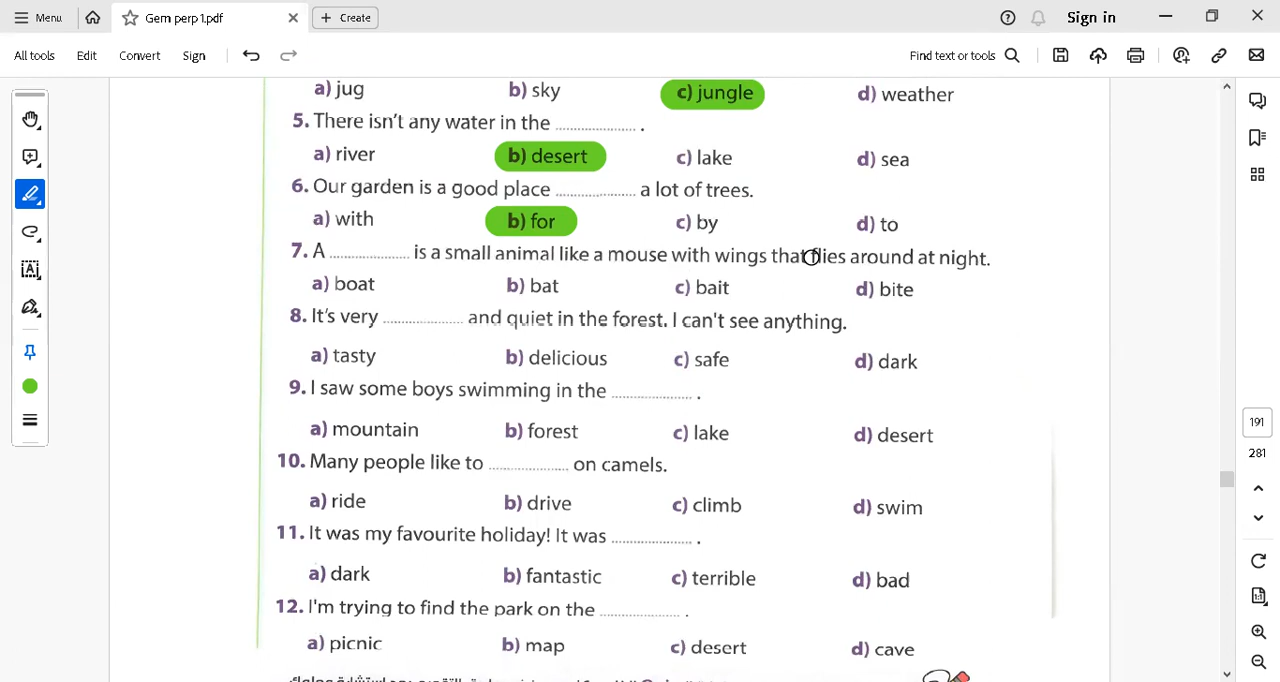 Menu
Gem perp 1.pdf
Create
Sign in
All tools Edit Convert Sign
Find text or tools
a) jug b) sky c) jungle d) weather
5. There isn't any water in the .................... .
a) river b) desert c) lake d) sea
6. Our garden is a good place .................... a lot of trees.
a) with b) for c) by d) to
7. A .................... is a small animal like a mouse with wings that flies around at night.
a) boat b) bat c) bait d) bite
8. It's very .................... and quiet in the forest. I can't see anything.
a) tasty b) delicious c) safe d) dark
9. I saw some boys swimming in the .................... .
a) mountain b) forest c) lake d) desert
10. Many people like to .................... on camels.
a) ride b) drive c) climb d) swim
11. It was my favourite holiday! It was .................... .
a) dark b) fantastic c) terrible d) bad
12. I'm trying to find the park on the .................... .
a) picnic b) map c) desert d) cave
191
281